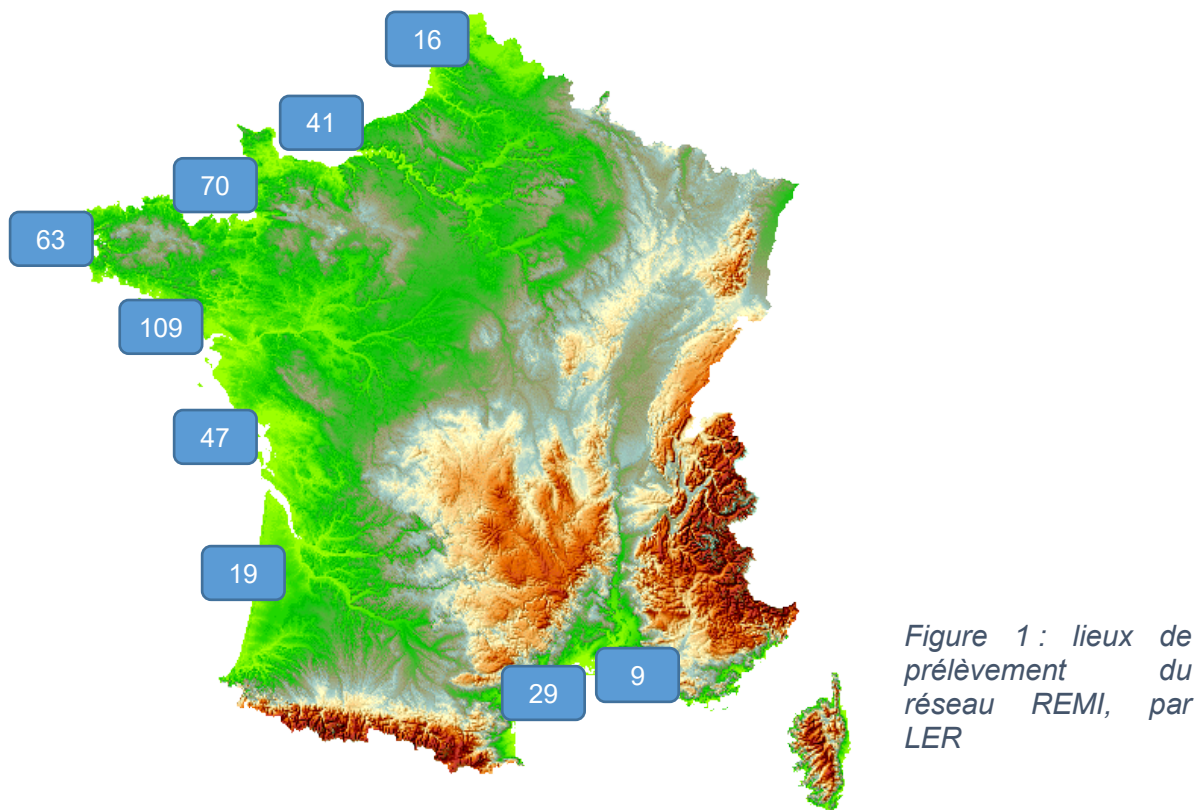 16
41
70
63
109
47
19
9
29
Figure 1 : lieux de
prélèvement du
réseau REMI, par
LER